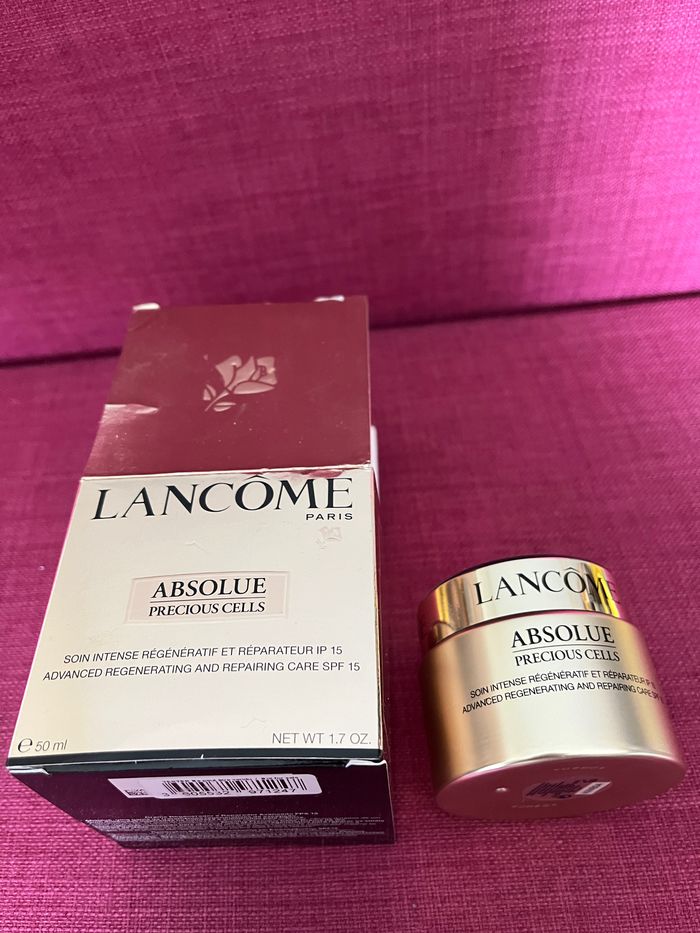 LANCÔME
PARIS
ABSOLUE
PRECIOUS CELLS
SOIN INTENSE RÉGÉNÉRATIF ET RÉPARATEUR IP 15
ADVANCED REGENERATING AND REPAIRING CARE SPF 15
℮ 50 ml
NET WT 1.7 OZ.
LANCÔME
ABSOLUE
PRECIOUS CELLS
SOIN INTENSE RÉGÉNÉRATIF ET RÉPARATEUR IP
ADVANCED REGENERATING AND REPAIRING CARE